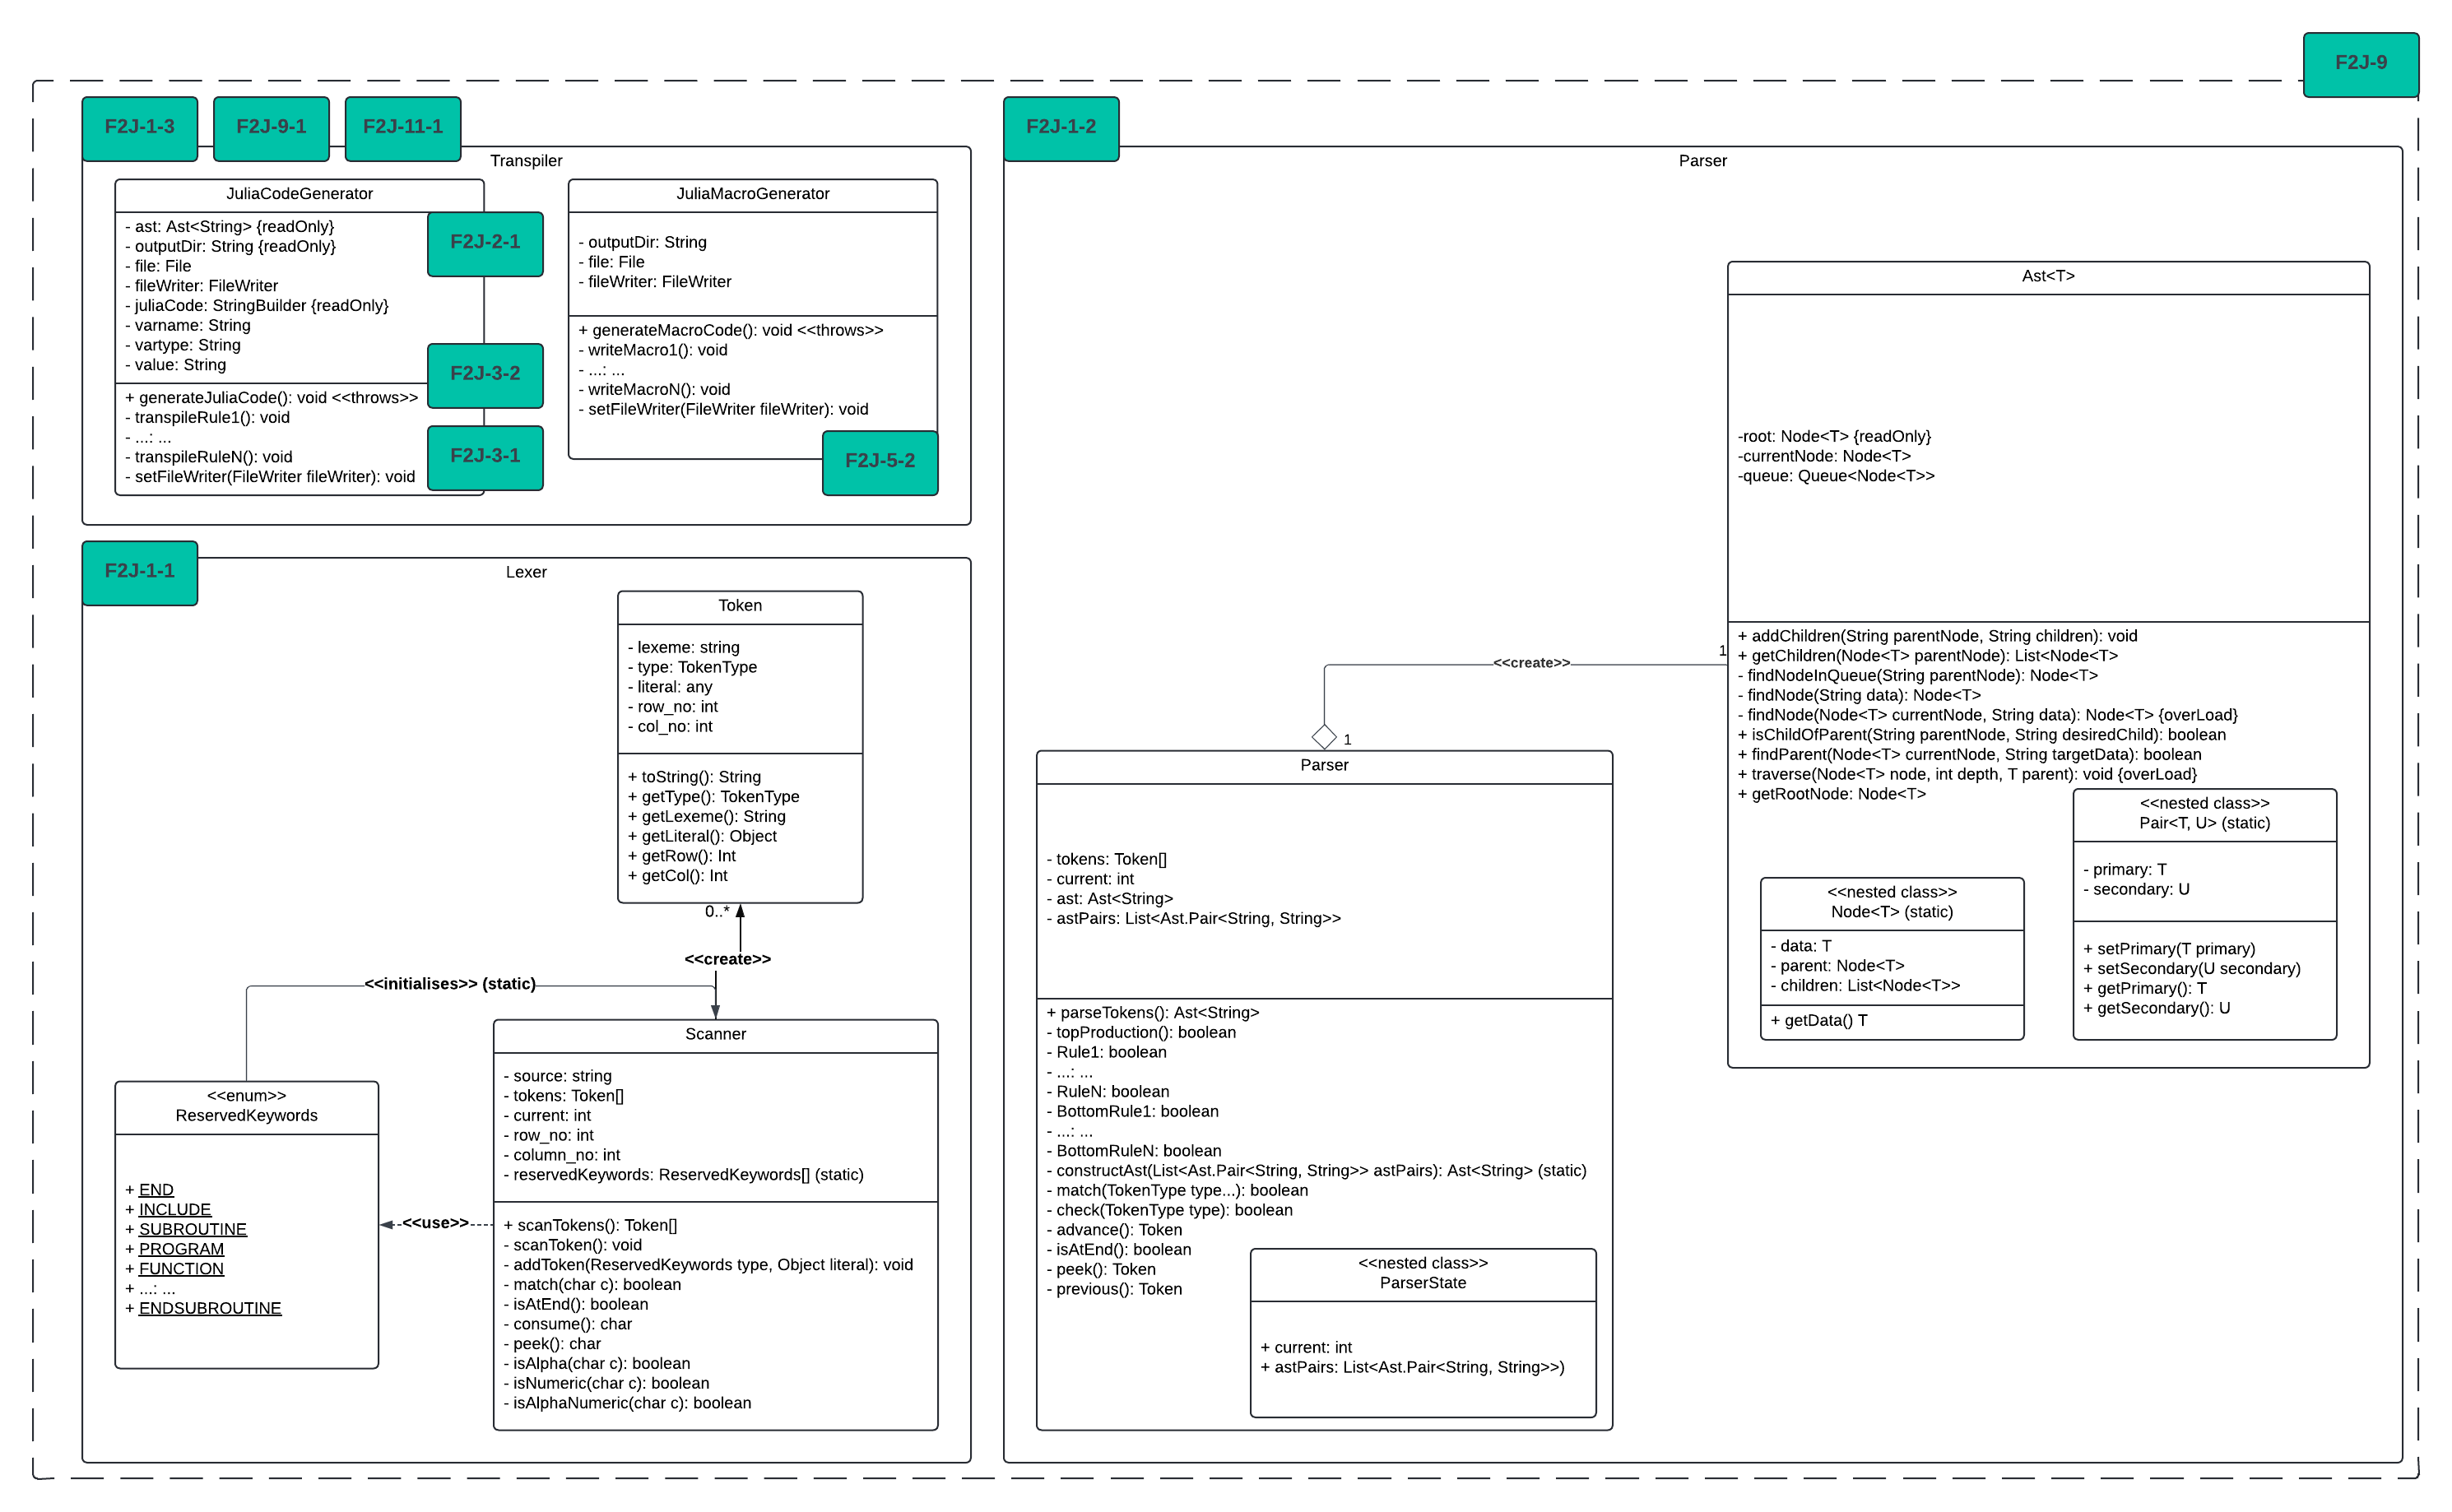 F2J-9
F2J-1-3
F2J-9-1
F2J-11-1
Transpiler
JuliaCodeGenerator
- ast: Ast<String> {readOnly}
- outputDir: String {readOnly}
- file: File
- fileWriter: FileWriter
- juliaCode: StringBuilder {readOnly}
- varname: String
- vartype: String
- value: String
+ generateJuliaCode(): void <<throws>>
- transpileRule1(): void
- ...: ...
- transpileRuleN(): void
- setFileWriter(FileWriter fileWriter): void
F2J-2-1
F2J-3-2
F2J-3-1
JuliaMacroGenerator
- outputDir: String
- file: File
- fileWriter: FileWriter
+ generateMacroCode(): void <<throws>>
- writeMacro1(): void
- ...: ...
- writeMacroN(): void
- setFileWriter(FileWriter fileWriter): void
F2J-5-2
F2J-1-1
Lexer
Token
- lexeme: string
- type: TokenType
- literal: any
- row_no: int
- col_no: int
+ toString(): String
+ getType(): TokenType
+ getLexeme(): String
+ getLiteral(): Object
+ getRow(): Int
+ getCol(): Int
0..*
<<create>>
<<initialises>> (static)
Scanner
- source: string
- tokens: Token[]
- current: int
- row_no: int
- column_no: int
- reservedKeywords: ReservedKeywords[] (static)
+ scanTokens(): Token[]
- scanToken(): void
- addToken(ReservedKeywords type, Object literal): void
- match(char c): boolean
- isAtEnd(): boolean
- consume(): char
- peek(): char
- isAlpha(char c): boolean
- isNumeric(char c): boolean
- isAlphaNumeric(char c): boolean
<<use>>
<<enum>>
ReservedKeywords
+ END
+ INCLUDE
+ SUBROUTINE
+ PROGRAM
+ FUNCTION
+ ...: ...
+ ENDSUBROUTINE
F2J-1-2
Parser
Ast<T>
-root: Node<T> {readOnly}
-currentNode: Node<T>
-queue: Queue<Node<T>>
+ addChildren(String parentNode, String children): void
+ getChildren(Node<T> parentNode): List<Node<T>
- findNodeInQueue(String parentNode): Node<T>
- findNode(String data): Node<T>
- findNode(Node<T> currentNode, String data): Node<T> {overLoad}
+ isChildOfParent(String parentNode, String desiredChild): boolean
+ findParent(Node<T> currentNode, String targetData): boolean
+ traverse(Node<T> node, int depth, T parent): void {overLoad}
+ getRootNode: Node<T>
<<nested class>>
Pair<T, U> (static)
- primary: T
- secondary: U
+ setPrimary(T primary)
+ setSecondary(U secondary)
+ getPrimary(): T
+ getSecondary(): U
<<nested class>>
Node<T> (static)
- data: T
- parent: Node<T>
- children: List<Node<T>>
+ getData() T
1
<<create>>
1
Parser
- tokens: Token[]
- current: int
- ast: Ast<String>
- astPairs: List<Ast.Pair<String, String>>
+ parseTokens(): Ast<String>
- topProduction(): boolean
- Rule1: boolean
- ...: ...
- RuleN: boolean
- BottomRule1: boolean
- ...: ...
- BottomRuleN: boolean
- constructAst(List<Ast.Pair<String, String>> astPairs): Ast<String> (static)
- match(TokenType type...): boolean
- check(TokenType type): boolean
- advance(): Token
- isAtEnd(): boolean
- peek(): Token
- previous(): Token
<<nested class>>
ParserState
+ current: int
+ astPairs: List<Ast.Pair<String, String>>)